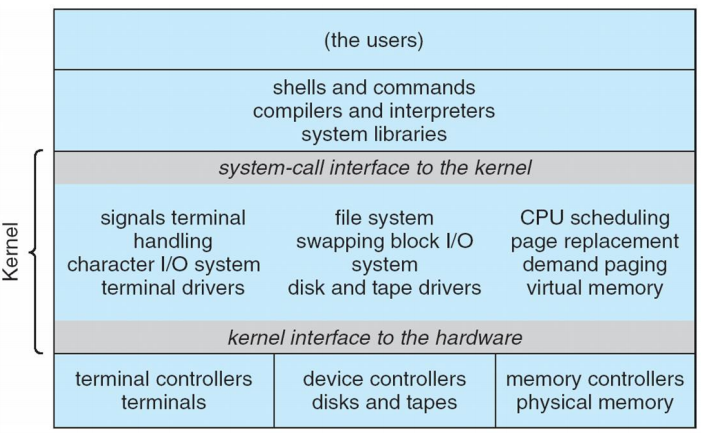 (the users)
shells and commands
compilers and interpreters
system libraries
system-call interface to the kernel
Kernel
signals terminal
handling
character I/O system
terminal drivers
file system
swapping block I/O
system
disk and tape drivers
CPU scheduling
page replacement
demand paging
virtual memory
kernel interface to the hardware
terminal controllers
terminals
device controllers
disks and tapes
memory controllers
physical memory